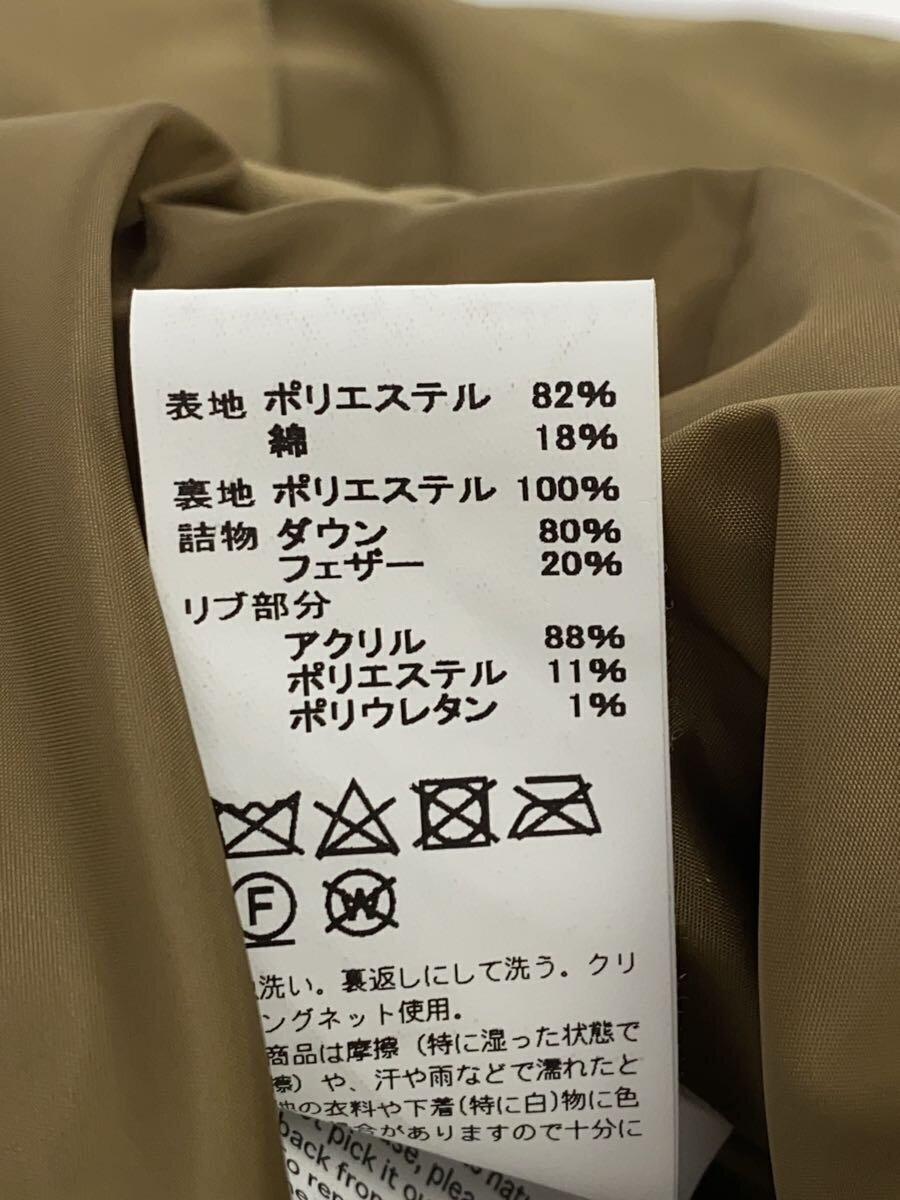 表地 ポリエステル 82%
綿 18%
裏地 ポリエステル 100%
詰物 ダウン 80%
フェザー 20%
リブ部分
アクリル 88%
ポリエステル 11%
ポリウレタン 1%
F W
洗い。裏返しにして洗う。クリ
ングネット使用。
商品は摩擦（特に湿った状態で
擦）や、汗や雨などで濡れたと
の衣料や下着(特に白)物に色
がありますので十分に
pick it
back from